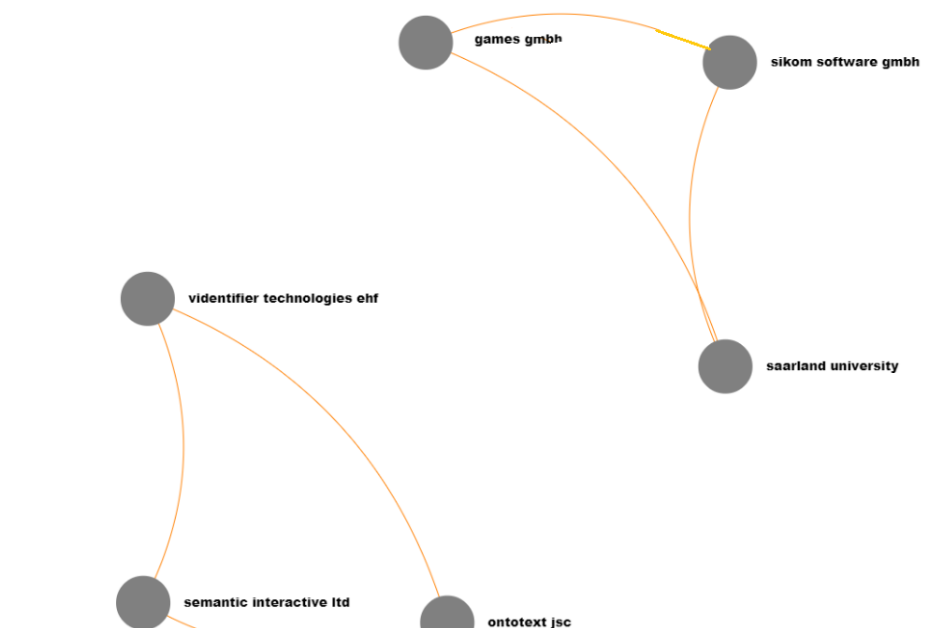 games gmbh
sikom software gmbh
videntifier technologies ehf
saarland university
semantic interactive ltd
ontotext jsc